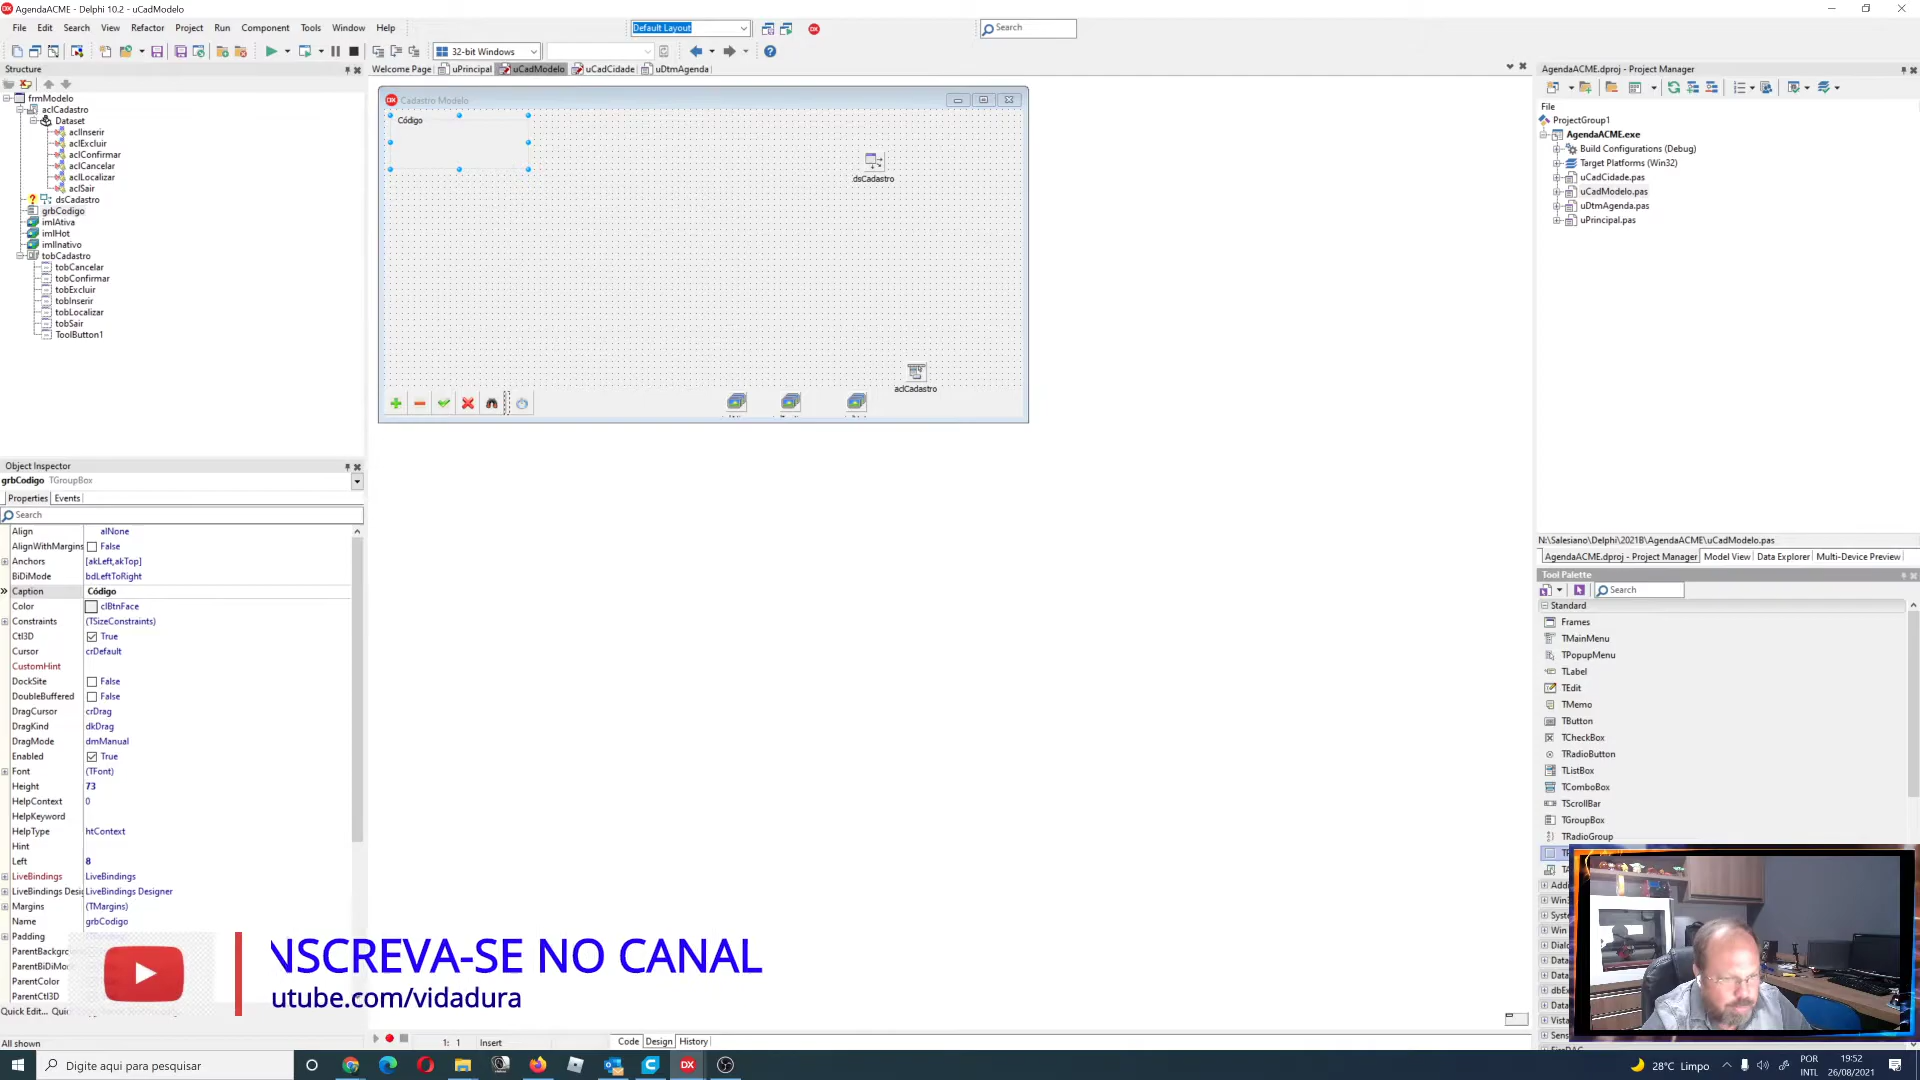 AgendaACME - Delphi 10.2 - uCadModelo
File Edit Search View Refactor Project Run Component Tools Window Help
Default Layout
Search
32-bit Windows
Structure
Welcome Page uPrincipal uCadModelo uCadCidade uDtmAgenda
frmModelo
aclCadastro
Dataset
aclInserir
aclExcluir
aclConfirmar
aclCancelar
aclLocalizar
aclSair
dsCadastro
grbCodigo
imlAtiva
imlHot
imlInativo
tobCadastro
tobCancelar
tobConfirmar
tobExcluir
tobInserir
tobLocalizar
tobSair
ToolButton1
Cadastro Modelo
Código
dsCadastro
aclCadastro
Object Inspector
grbCodigo TGroupBox
Properties Events
Search
Align alNone
AlignWithMargins False
Anchors [akLeft,akTop]
BiDiMode bdLeftToRight
Caption Código
Color clBtnFace
Constraints (TSizeConstraints)
Ctl3D True
Cursor crDefault
CustomHint
DockSite False
DoubleBuffered False
DragCursor crDrag
DragKind dkDrag
DragMode dmManual
Enabled True
Font (TFont)
Height 73
HelpContext 0
HelpKeyword
HelpType htContext
Hint
Left 8
LiveBindings LiveBindings
LiveBindings Desi LiveBindings Designer
Margins (TMargins)
Name grbCodigo
Padding
ParentBackgro
ParentBiDiMo
ParentColor
ParentCtl3D
Quick Edit...
All shown
NSCREVA-SE NO CANAL
utube.com/vidadura
1: 1 Insert
Code Design History
AgendaACME.dproj - Project Manager
File
ProjectGroup1
AgendaACME.exe
Build Configurations (Debug)
Target Platforms (Win32)
uCadCidade.pas
uCadModelo.pas
uDtmAgenda.pas
uPrincipal.pas
N:\Salesiano\Delphi\2021B\AgendaACME\uCadModelo.pas
AgendaACME.dproj - Project Manager Model View Data Explorer Multi-Device Preview
Tool Palette
Search
Standard
Frames
TMainMenu
TPopupMenu
TLabel
TEdit
TMemo
TButton
TCheckBox
TRadioButton
TListBox
TComboBox
TScrollBar
TGroupBox
TRadioGroup
Digite aqui para pesquisar
28°C Limpo
POR
INTL
19:52
26/08/2021